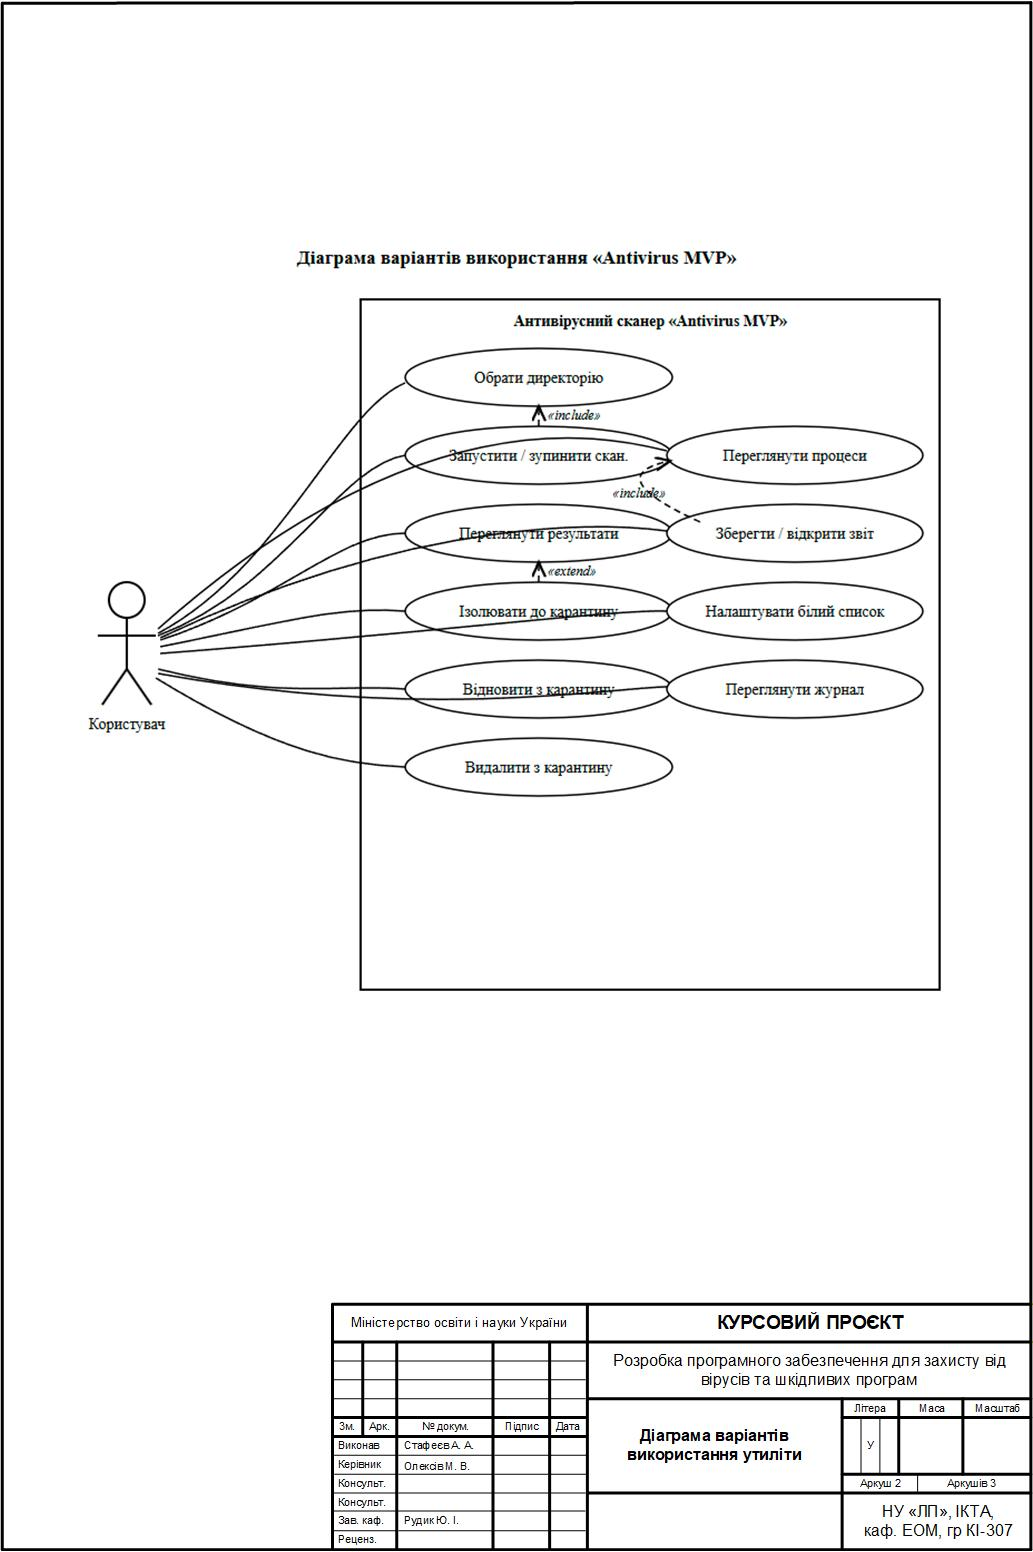 Діаграма варіантів використання «Antivirus MVP»
Антивірусний сканер «Antivirus MVP»
Обрати директорію
«include»
Запустити / зупинити скан.
Переглянути процеси
«include»
Переглянути результати
Зберегти / відкрити звіт
«extend»
Ізолювати до карантину
Налаштувати білий список
Відновити з карантину
Переглянути журнал
Користувач
Видалити з карантину
Міністерство освіти і науки України
КУРСОВИЙ ПРОЄКТ
Розробка програмного забезпечення для захисту від
вірусів та шкідливих програм
Літера
Маса
Масштаб
Зм.
Арк.
№ докум.
Підпис
Дата
Діаграма варіантів
використання утиліти
Виконав
Стафеєв А. А.
У
Керівник
Олексів М. В.
Консульт.
Аркуш 2
Аркушів 3
Консульт.
Зав. каф.
Рудик Ю. І.
НУ «ЛП», ІКТА,
каф. ЕОМ, гр КІ-307
Реценз.